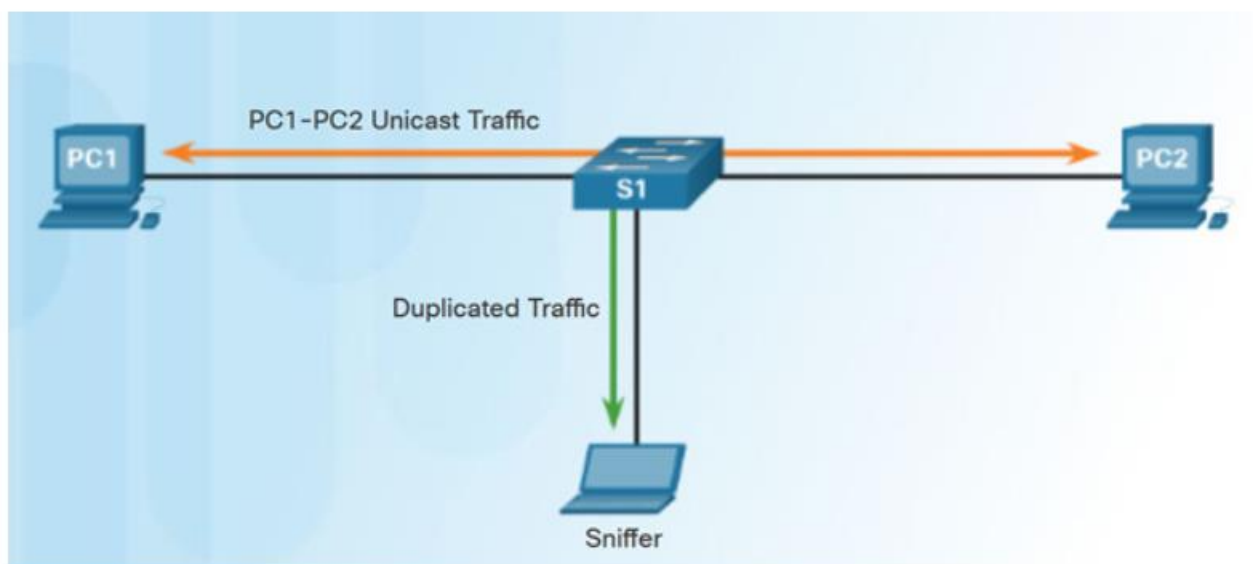 PC1-PC2 Unicast Traffic
PC1
PC2
S1
Duplicated Traffic
Sniffer